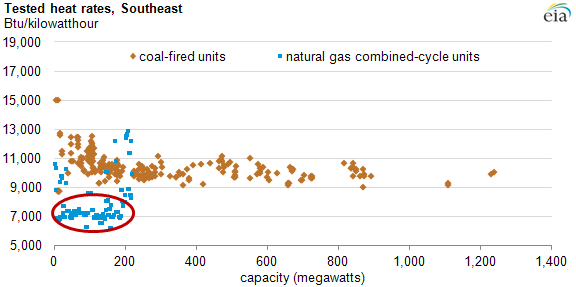 Tested heat rates, Southeast
Btu/kilowatthour
eia
19,000
coal-fired units
natural gas combined-cycle units
17,000
15,000
13,000
11,000
9,000
7,000
5,000
0 200 400 600 800 1,000 1,200 1,400
capacity (megawatts)